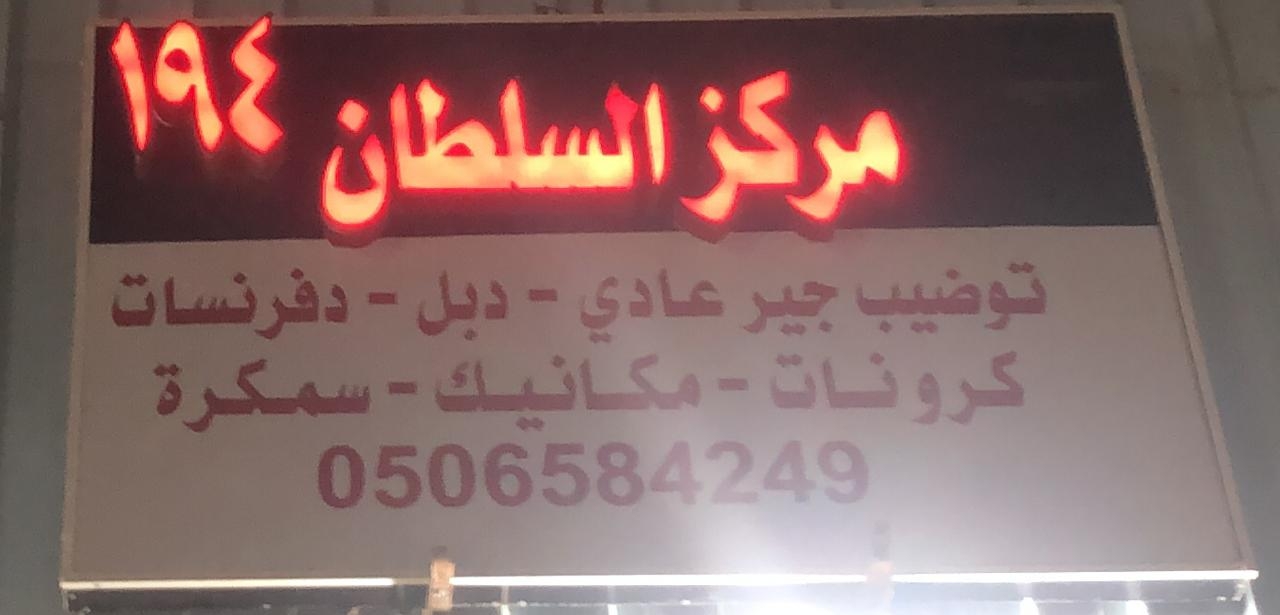 مركز السلطان ١٩٤
توضيب جير عادي - دبل - دفرنسات
كرونات - مكانيك - سمكرة
0506584249